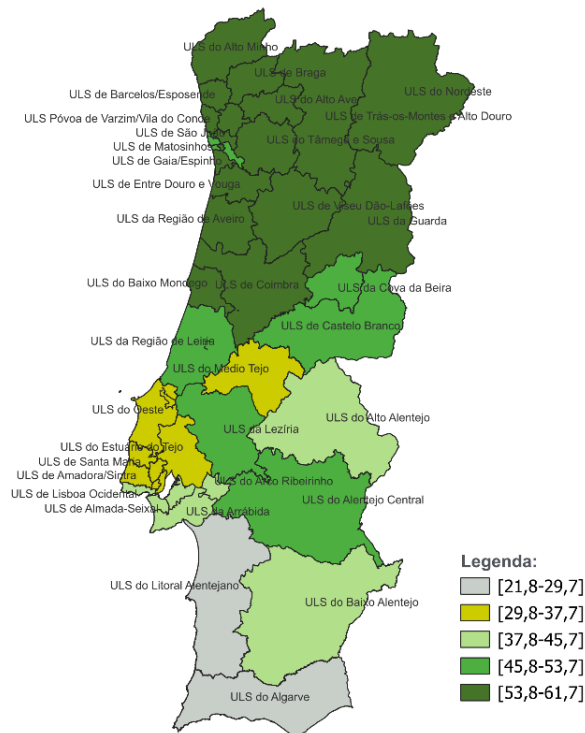 ULS do Alto Minho
ULS de Braga
ULS do Nordeste
ULS de Barcelos/Esposende
ULS do Alto Ave
ULS Póvoa de Varzim/Vila do Conde
ULS de Trás-os-Montes e Alto Douro
ULS de São João
ULS do Tâmega e Sousa
ULS de Matosinhos
ULS de Gaia/Espinho
ULS de Entre Douro e Vouga
ULS de Viseu Dão-Lafões
ULS da Região de Aveiro
ULS da Guarda
ULS do Baixo Mondego
ULS de Coimbra
ULS da Cova da Beira
ULS de Castelo Branco
ULS da Região de Leiria
ULS do Médio Tejo
ULS do Oeste
ULS do Alto Alentejo
ULS da Lezíria
ULS do Estuário do Tejo
ULS de Santa Maria
ULS de Amadora/Sintra
ULS do Arco Ribeirinho
ULS de Lisboa Ocidental
ULS do Alentejo Central
ULS de Almada-Seixal
ULS da Arrábida
ULS do Litoral Alentejano
ULS do Baixo Alentejo
ULS do Algarve
Legenda:
[21,8-29,7]
[29,8-37,7]
[37,8-45,7]
[45,8-53,7]
[53,8-61,7]